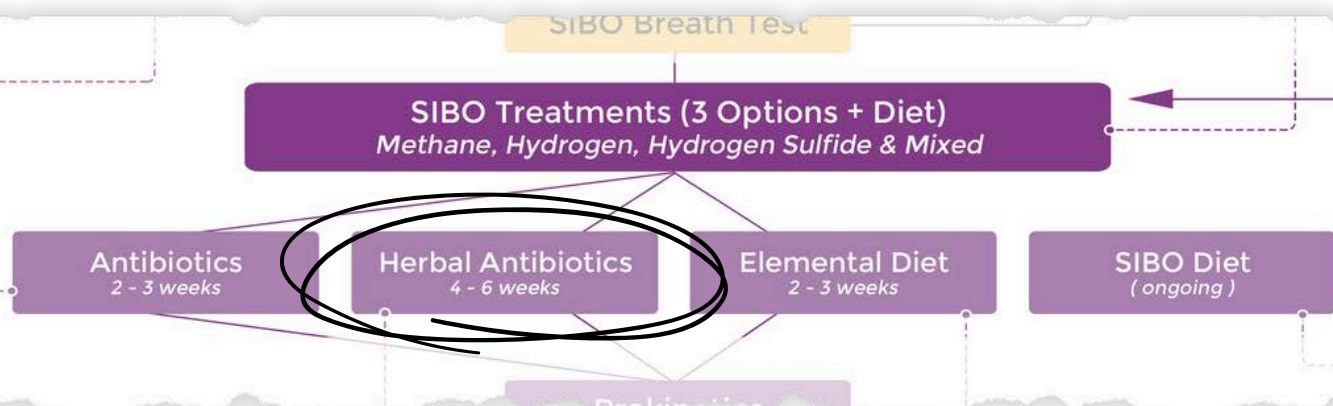 SIBO Breath Test
SIBO Treatments (3 Options + Diet)
Methane, Hydrogen, Hydrogen Sulfide & Mixed
Antibiotics
2 - 3 weeks
Herbal Antibiotics
4 - 6 weeks
Elemental Diet
2 - 3 weeks
SIBO Diet
( ongoing )
Prokinetics